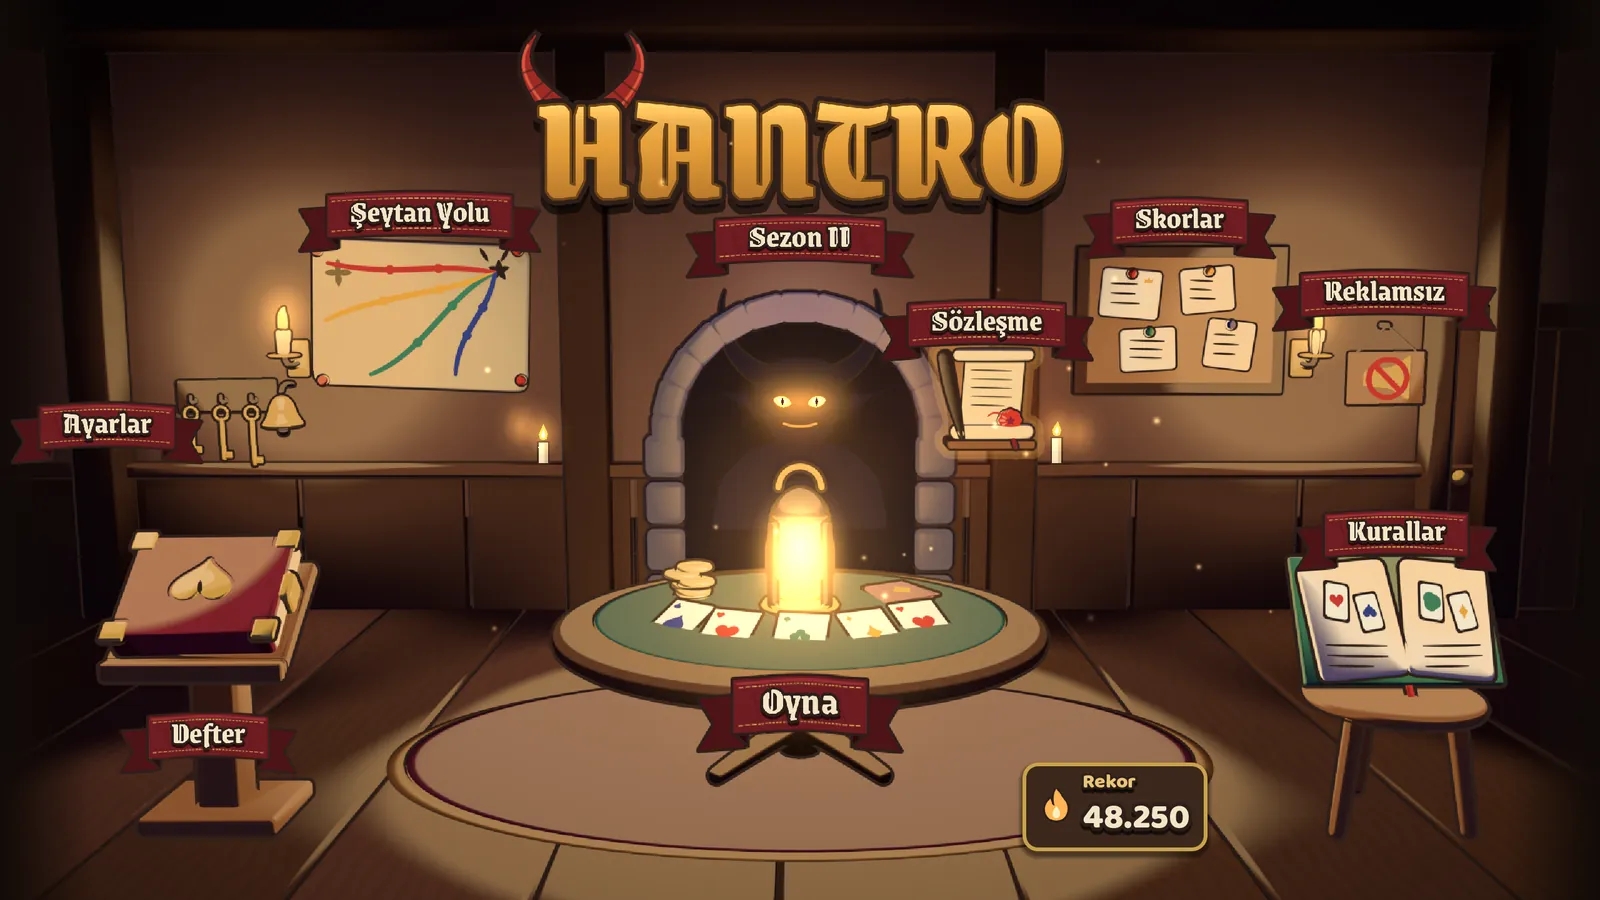 HANTRO
Şeytan Yolu
Sezon II
Skorlar
Sözleşme
Reklamsız
Ayarlar
Kurallar
Oyna
Defter
Rekor
48.250